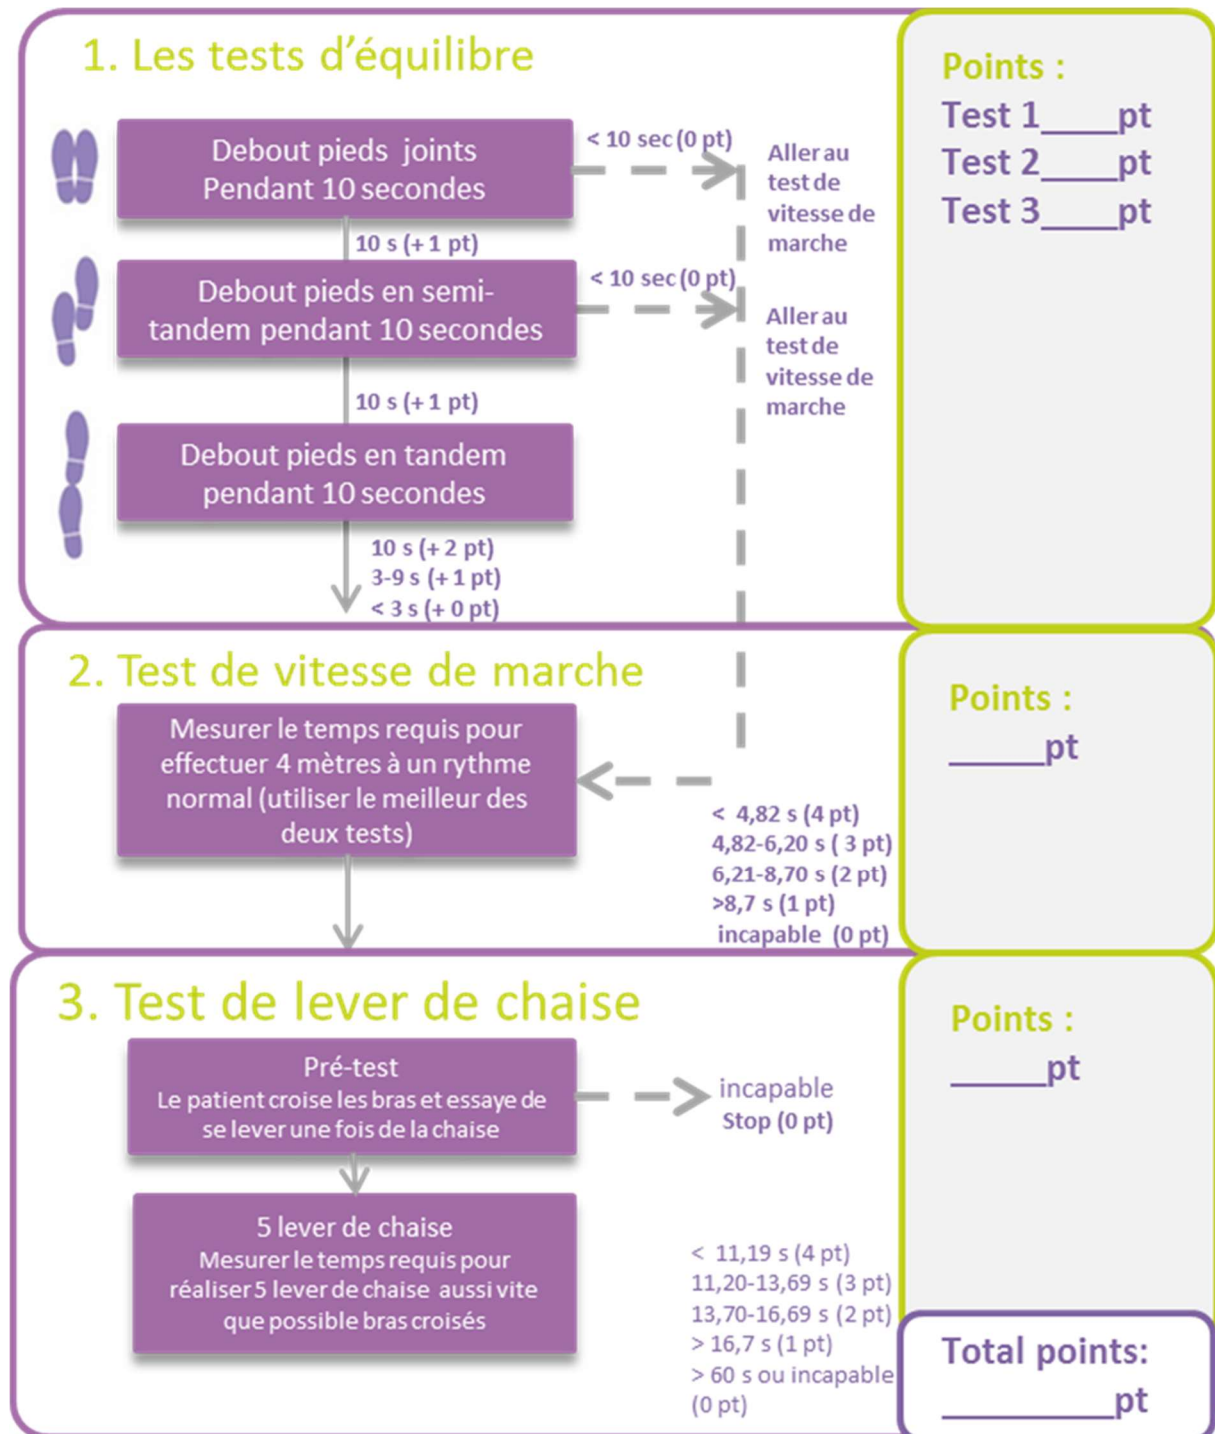 1. Les tests d'équilibre
Debout pieds joints
Pendant 10 secondes
< 10 sec (0 pt)
Aller au
test de
vitesse de
marche
10 s (+ 1 pt)
Debout pieds en semi-
tandem pendant 10 secondes
< 10 sec (0 pt)
Aller au
test de
vitesse de
marche
10 s (+ 1 pt)
Debout pieds en tandem
pendant 10 secondes
10 s (+ 2 pt)
3-9 s (+ 1 pt)
< 3 s (+ 0 pt)
Points :
Test 1____pt
Test 2____pt
Test 3____pt
2. Test de vitesse de marche
Mesurer le temps requis pour
effectuer 4 mètres à un rythme
normal (utiliser le meilleur des
deux tests)
< 4,82 s (4 pt)
4,82-6,20 s ( 3 pt)
6,21-8,70 s (2 pt)
>8,7 s (1 pt)
incapable (0 pt)
Points :
_____pt
3. Test de lever de chaise
Pré-test
Le patient croise les bras et essaye de
se lever une fois de la chaise
incapable
Stop (0 pt)
5 lever de chaise
Mesurer le temps requis pour
réaliser 5 lever de chaise aussi vite
que possible bras croisés
< 11,19 s (4 pt)
11,20-13,69 s (3 pt)
13,70-16,69 s (2 pt)
> 16,7 s (1 pt)
> 60 s ou incapable
(0 pt)
Points :
_____pt
Total points:
_________pt